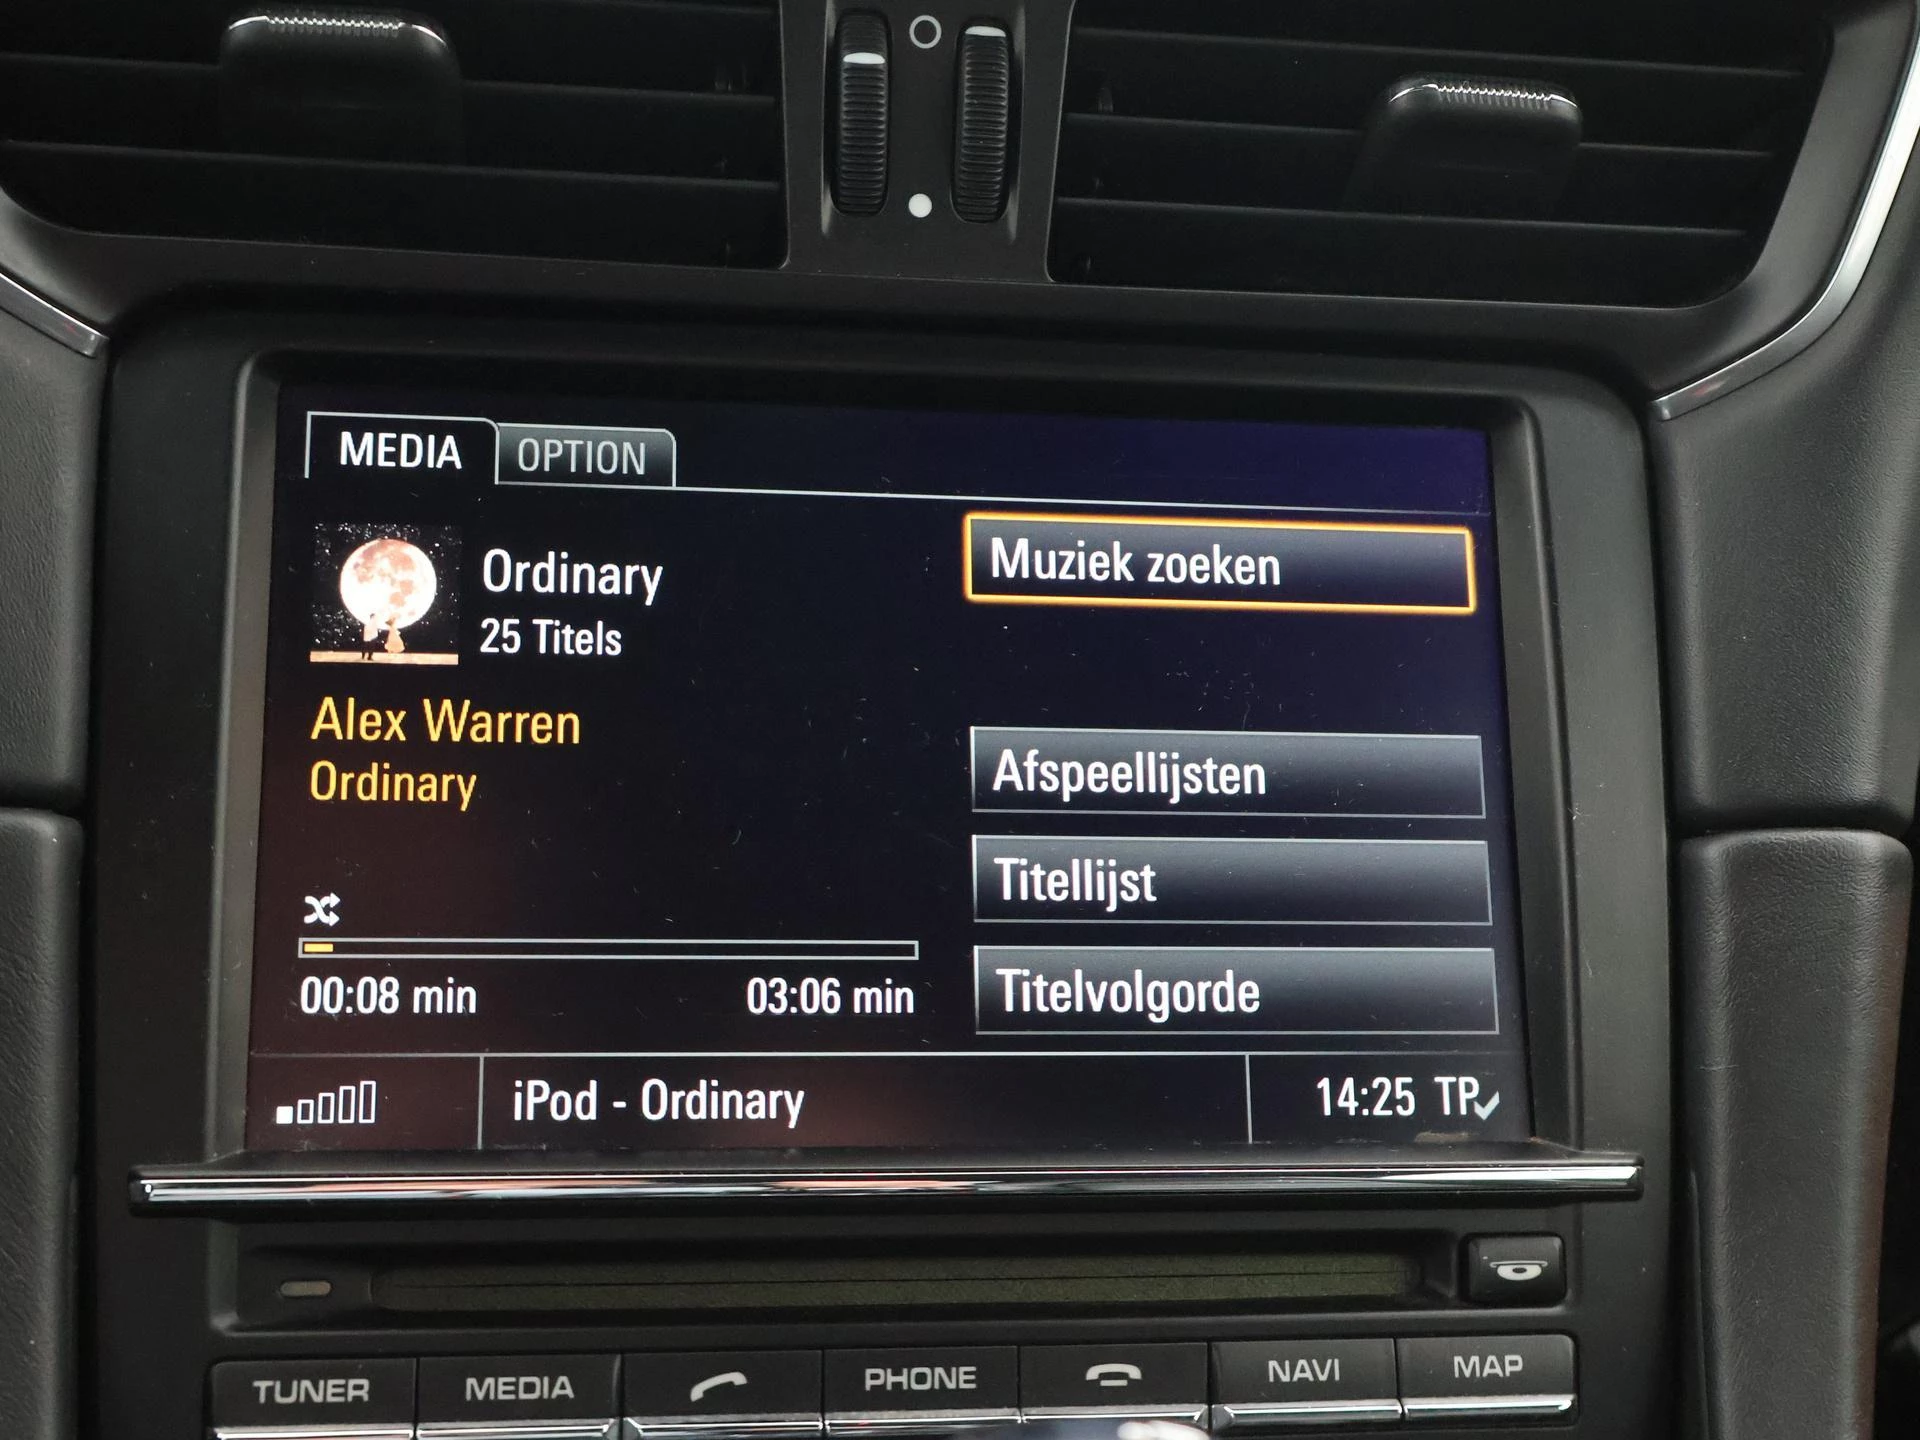 MEDIA OPTION
Ordinary
25 Titels
Alex Warren
Ordinary
00:08 min 03:06 min
Muziek zoeken
Afspeellijsten
Titellijst
Titelvolgorde
iPod - Ordinary
14:25 TP
TUNER MEDIA PHONE NAVI MAP